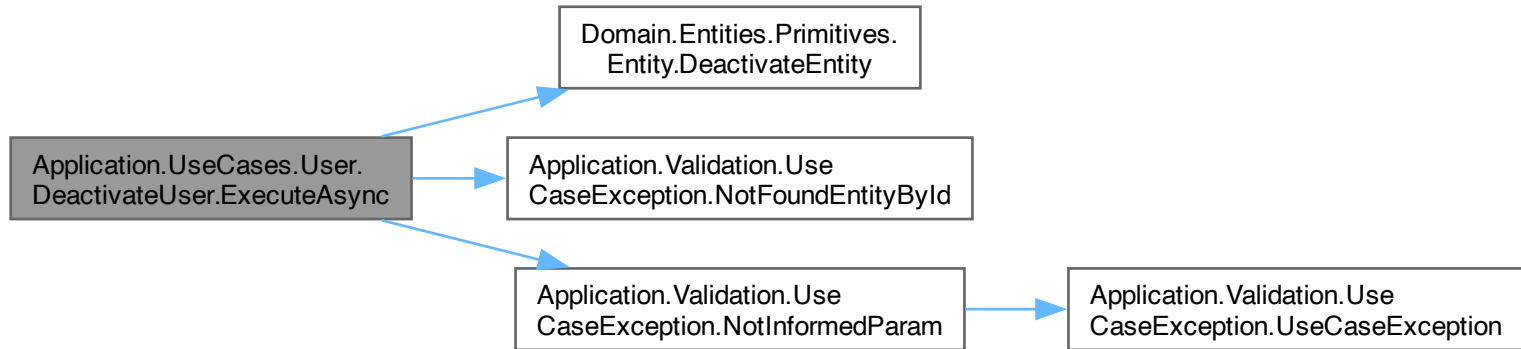 Domain.Entities.Primitives.
Entity.DeactivateEntity
Application.UseCases.User.
DeactivateUser.ExecuteAsync
Application.Validation.Use
CaseException.NotFoundEntityById
Application.Validation.Use
CaseException.NotInformedParam
Application.Validation.Use
CaseException.UseCaseException